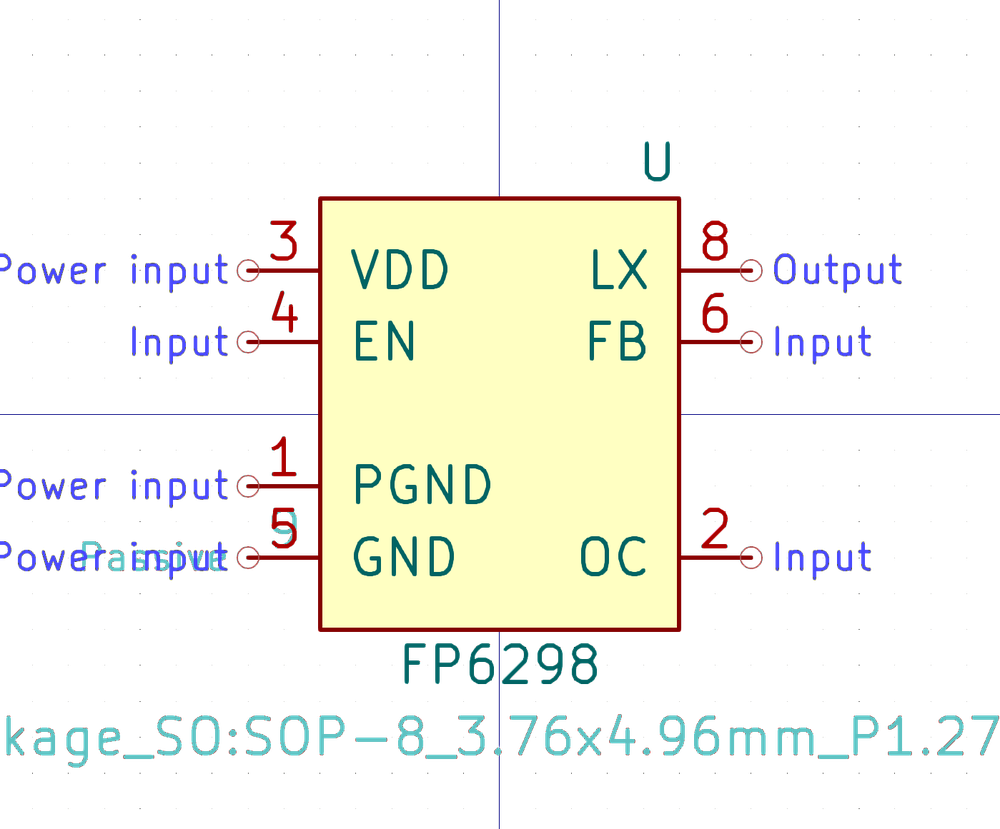 U
3
8
Power input
VDD
LX
Output
4
6
Input
EN
FB
Input
1
Power input
PGND
9
5
2
Passive
Power input
GND
OC
Input
FP6298
kage_SO:SOP-8_3.76x4.96mm_P1.27